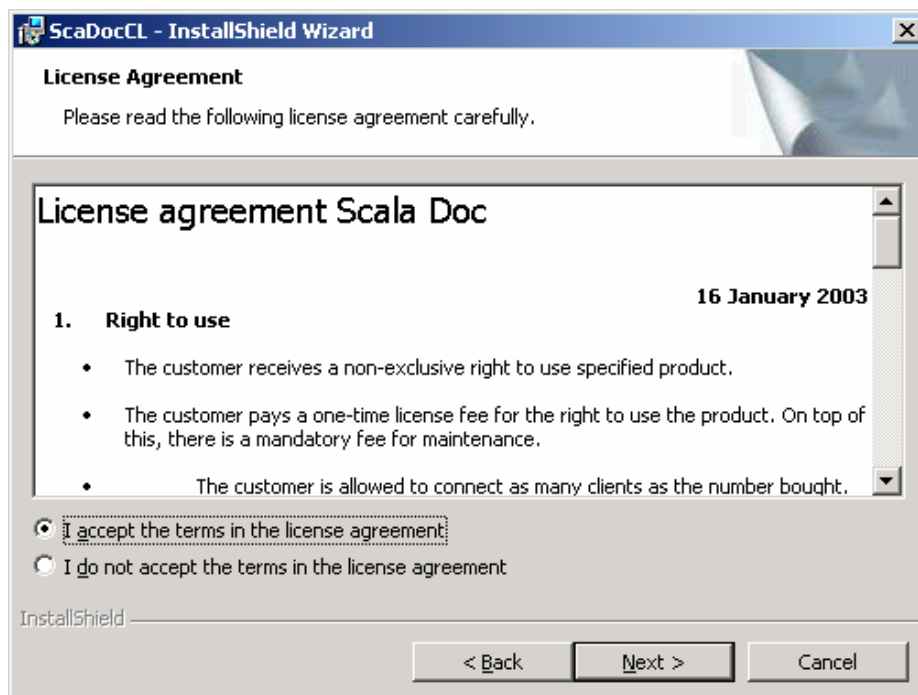 ScaDocCL - InstallShield Wizard
License Agreement
Please read the following license agreement carefully.
License agreement Scala Doc
16 January 2003
1. Right to use
• The customer receives a non-exclusive right to use specified product.
• The customer pays a one-time license fee for the right to use the product. On top of
this, there is a mandatory fee for maintenance.
• The customer is allowed to connect as many clients as the number bought.
I accept the terms in the license agreement
I do not accept the terms in the license agreement
InstallShield
< Back
Next >
Cancel